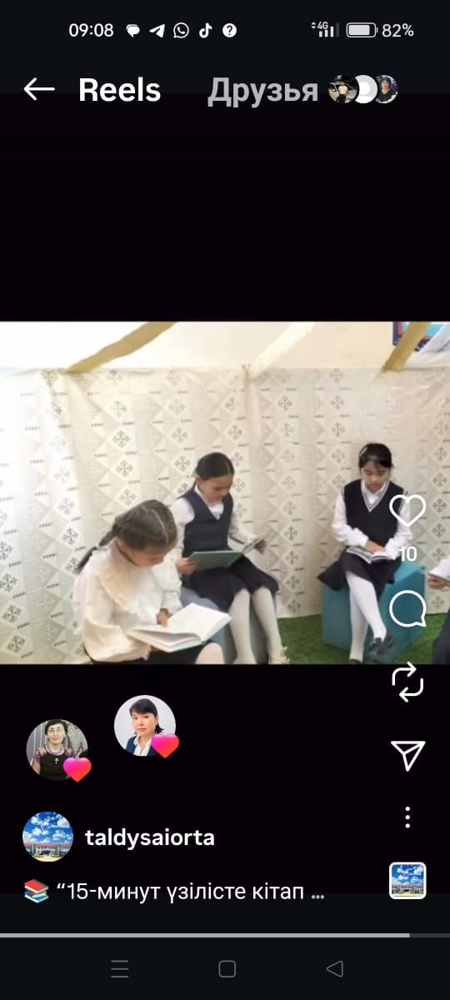 09:08 4G 82%
Reels Друзья
10
taldysaiorta
📚 “15-минут үзілісте кітап ...